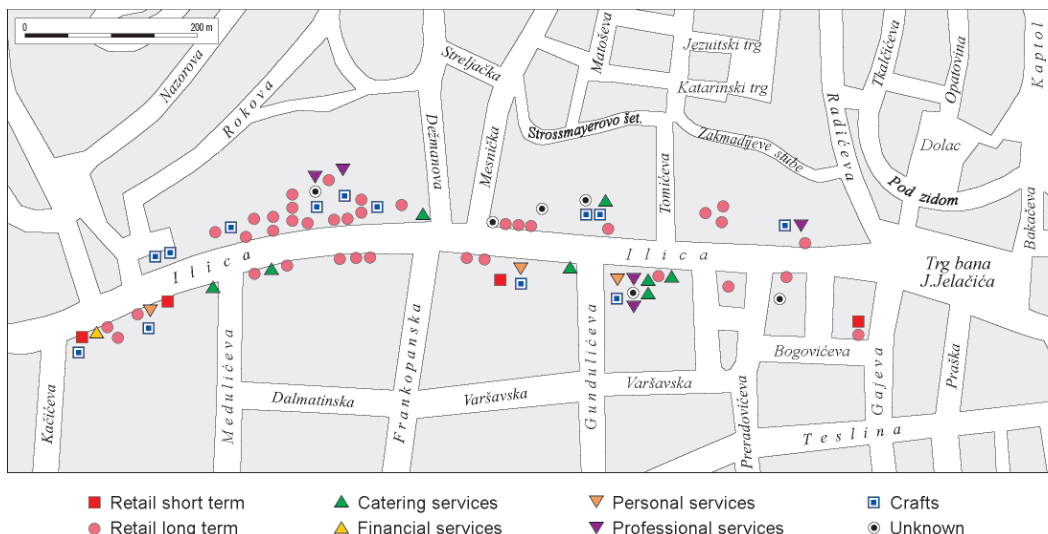 0 200 m
Nazorova
Rokova
Streljačka
Matoševa
Jezuitski trg
Katarinski trg
Tkalčićeva
Opatovina
Kaptol
Radićeva
Dežmanova
Mesnička
Strossmayerovo šet.
Zakmadijeve stube
Dolac
Pod zidom
Tomićeva
Bakačeva
Ilica
Ilica
Trg bana
J.Jelačića
Kačićeva
Medulićeva
Frankopanska
Gundulićeva
Dalmatinska
Varšavska
Varšavska
Preradovićeva
Bogovićeva
Gajeva
Praška
Teslina
Retail short term Catering services Personal services Crafts
Retail long term Financial services Professional services Unknown